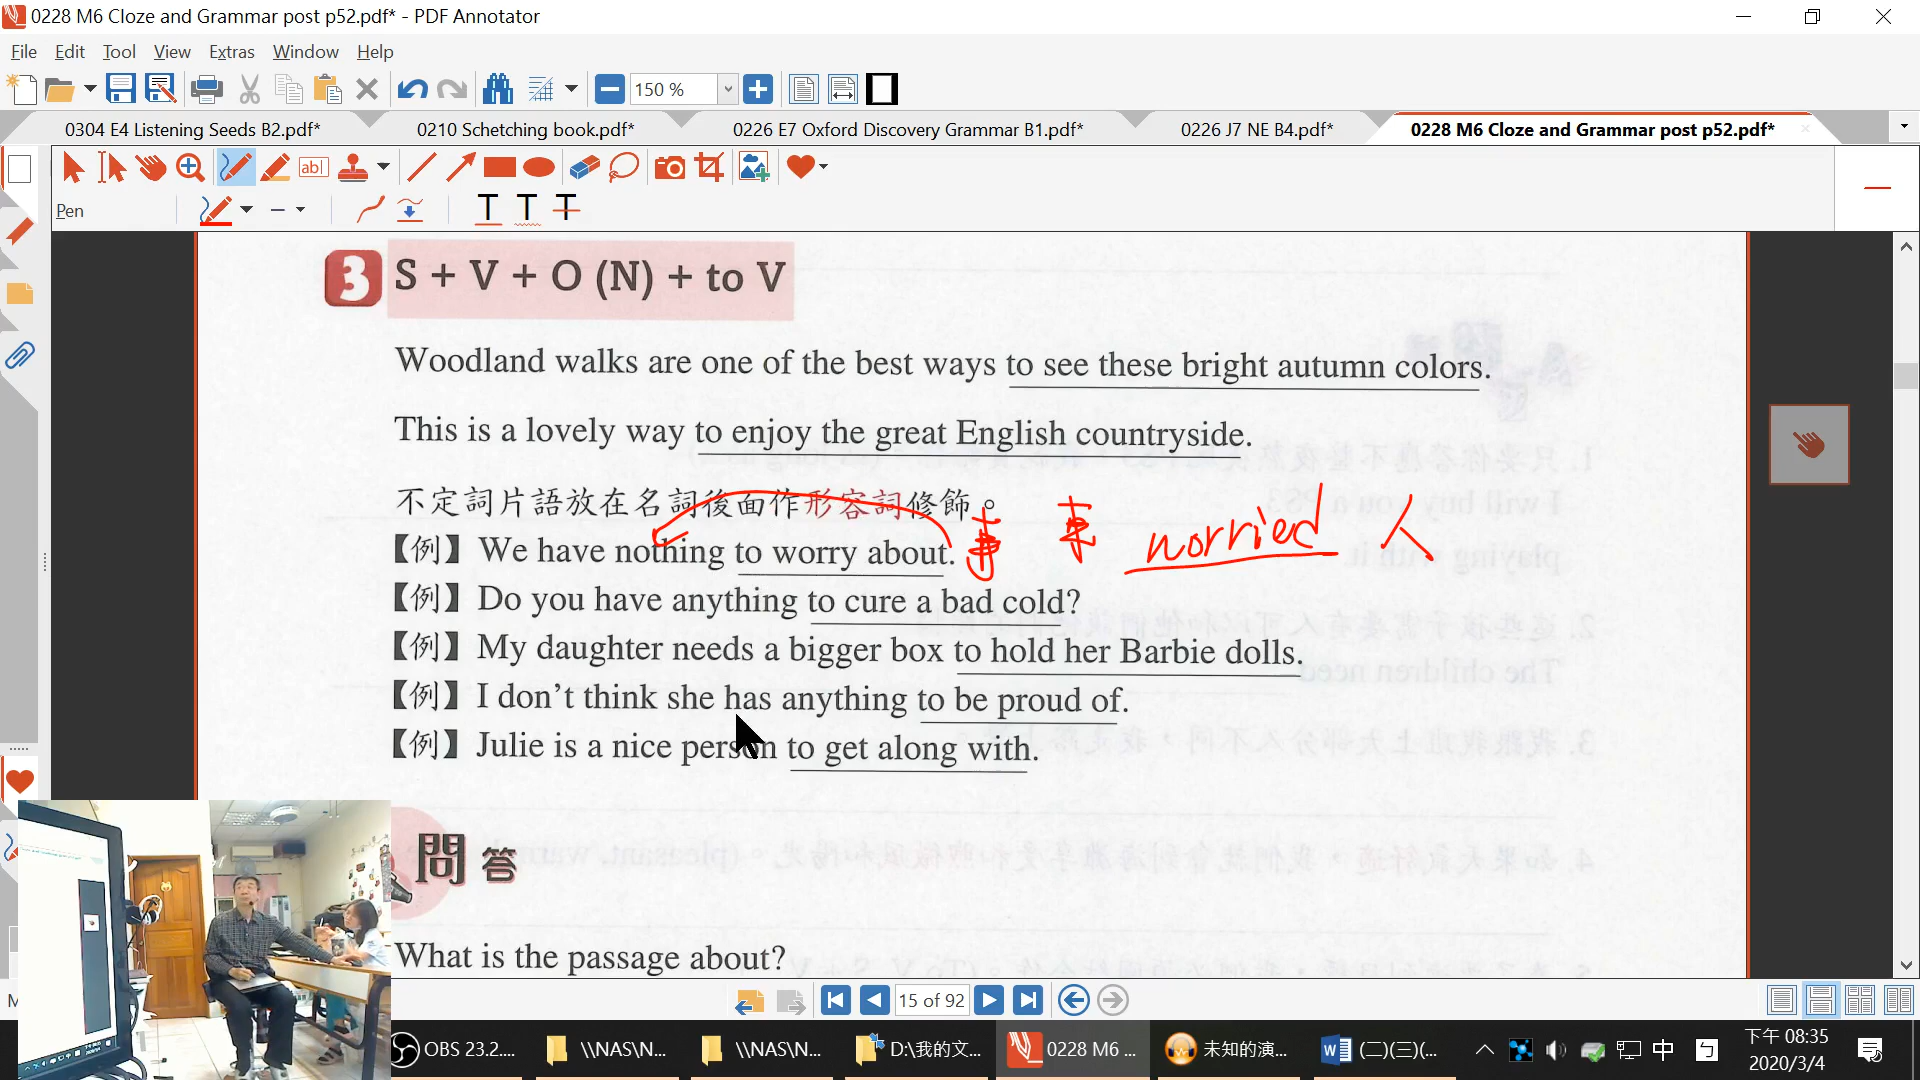 0228 M6 Cloze and Grammar post p52.pdf* - PDF Annotator
File Edit Tool View Extras Window Help
150 %
0304 E4 Listening Seeds B2.pdf* 0210 Schetching book.pdf* 0226 E7 Oxford Discovery Grammar B1.pdf* 0226 J7 NE B4.pdf* 0228 M6 Cloze and Grammar post p52.pdf*
Pen
3 S + V + O (N) + to V
Woodland walks are one of the best ways to see these bright autumn colors.
This is a lovely way to enjoy the great English countryside.
不定詞片語放在名詞後面作形容詞修飾。
【例】We have nothing to worry about. 事 worried 人
【例】Do you have anything to cure a bad cold?
【例】My daughter needs a bigger box to hold her Barbie dolls.
【例】I don't think she has anything to be proud of.
【例】Julie is a nice person to get along with.
問答
What is the passage about?
15 of 92
OBS 23.2.... \\NAS\N... \\NAS\N... D:\我的文... 0228 M6 ... 未知的演... (二)(三)(... 中 ㄅ 下午 08:35
2020/3/4